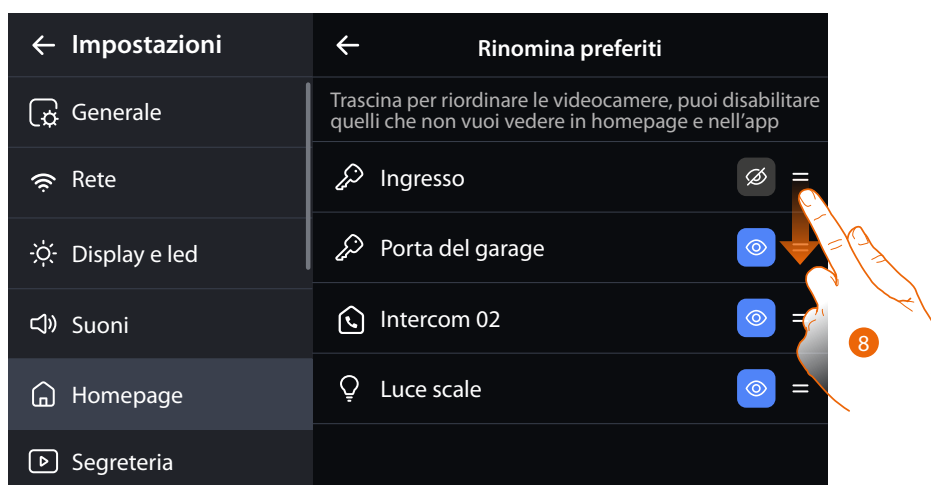 Impostazioni
Generale
Rete
Display e led
Suoni
Homepage
Segreteria
Rinomina preferiti
Trascina per riordinare le videocamere, puoi disabilitare
quelli che non vuoi vedere in homepage e nell'app
Ingresso
Porta del garage
Intercom 02
Luce scale
8